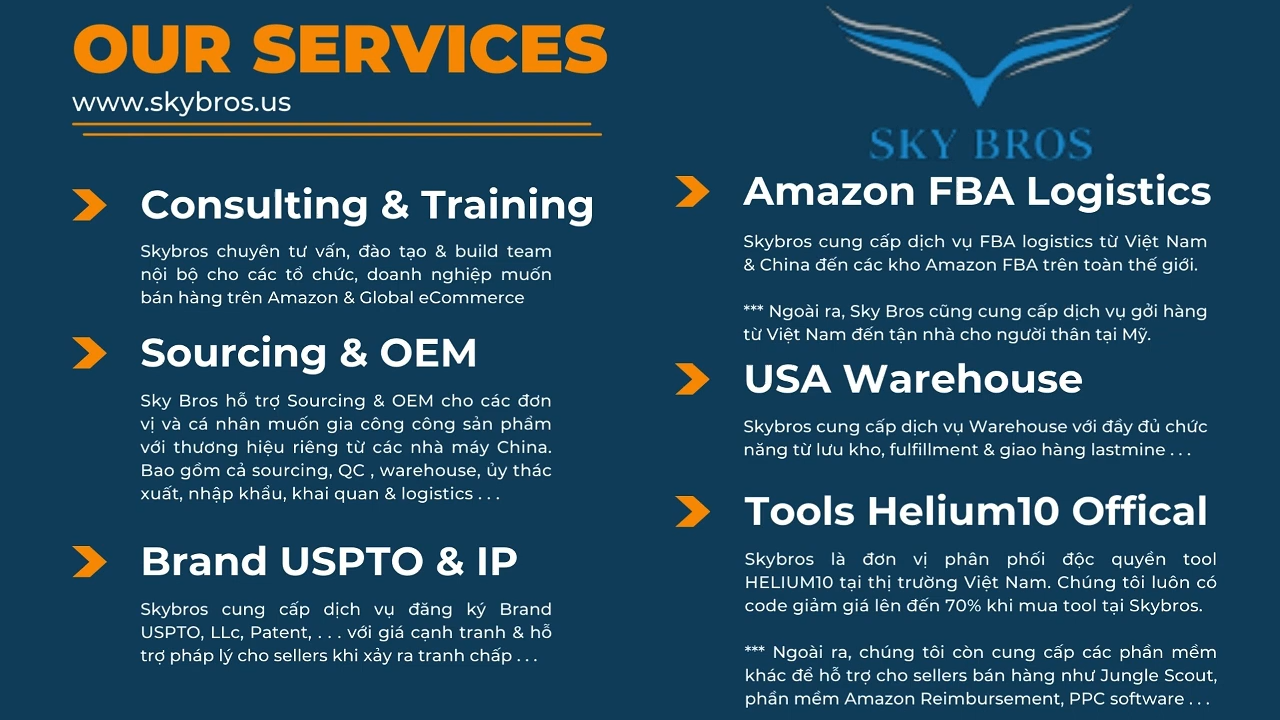 OUR SERVICES
www.skybros.us
SKY BROS
Consulting & Training
Skybros chuyên tư vấn, đào tạo & build team
nội bộ cho các tổ chức, doanh nghiệp muốn
bán hàng trên Amazon & Global eCommerce
Sourcing & OEM
Sky Bros hỗ trợ Sourcing & OEM cho các đơn
vị và cá nhân muốn gia công công sản phẩm
với thương hiệu riêng từ các nhà máy China.
Bao gồm cả sourcing, QC , warehouse, ủy thác
xuất, nhập khẩu, khai quan & logistics . . .
Brand USPTO & IP
Skybros cung cấp dịch vụ đăng ký Brand
USPTO, LLc, Patent, . . . với giá cạnh tranh & hỗ
trợ pháp lý cho sellers khi xảy ra tranh chấp . . .
Amazon FBA Logistics
Skybros cung cấp dịch vụ FBA logistics từ Việt Nam
& China đến các kho Amazon FBA trên toàn thế giới.
*** Ngoài ra, Sky Bros cũng cung cấp dịch vụ gởi hàng
từ Việt Nam đến tận nhà cho người thân tại Mỹ.
USA Warehouse
Skybros cung cấp dịch vụ Warehouse với đầy đủ chức
năng từ lưu kho, fulfillment & giao hàng lastmine . . .
Tools Helium10 Offical
Skybros là đơn vị phân phối độc quyền tool
HELIUM10 tại thị trường Việt Nam. Chúng tôi luôn có
code giảm giá lên đến 70% khi mua tool tại Skybros.
*** Ngoài ra, chúng tôi còn cung cấp các phần mềm
khác để hỗ trợ cho sellers bán hàng như Jungle Scout,
phần mềm Amazon Reimbursement, PPC software . . .